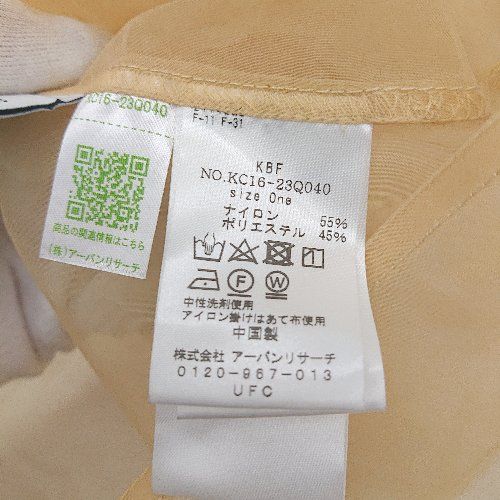 KC16-23Q040
商品の関連情報はこちら
(株)アーバンリサーチ
F-11 F-31
KBF
NO.KC16-23Q040
size One
ナイロン 55%
ポリエステル 45%
中性洗剤使用
アイロン掛けはあて布使用
中国製
株式会社 アーバンリサーチ
0120-967-013
UFC